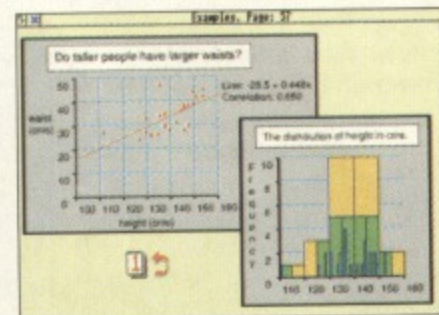 Examples, Page: 57
Do taller people have larger waists?
Line: -28.5 + 0.448x
Correlation:
50
waist
(cms)
40
30
20
10
0
100 110 120 130 140 150 160
height (cms)
The distribution of height in cms.
Frequency
10
8
6
4
2
0
110 120 130 140 150 160
1